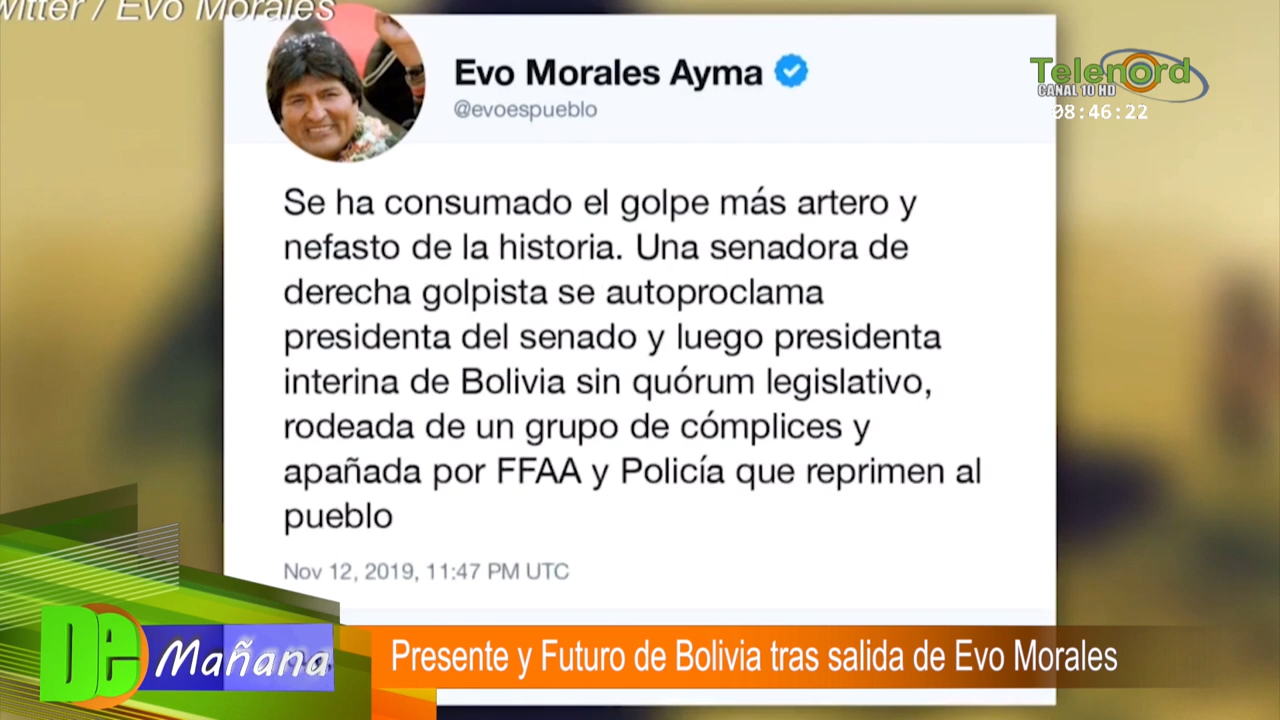 witter / Evo Morales
Evo Morales Ayma
@evoespueblo
Telenord
CANAL 10 HD
08:46:22
Se ha consumado el golpe más artero y
nefasto de la historia. Una senadora de
derecha golpista se autoproclama
presidenta del senado y luego presidenta
interina de Bolivia sin quórum legislativo,
rodeada de un grupo de cómplices y
apañada por FFAA y Policía que reprimen al
pueblo
Nov 12, 2019, 11:47 PM UTC
De
Mañana
Presente y Futuro de Bolivia tras salida de Evo Morales